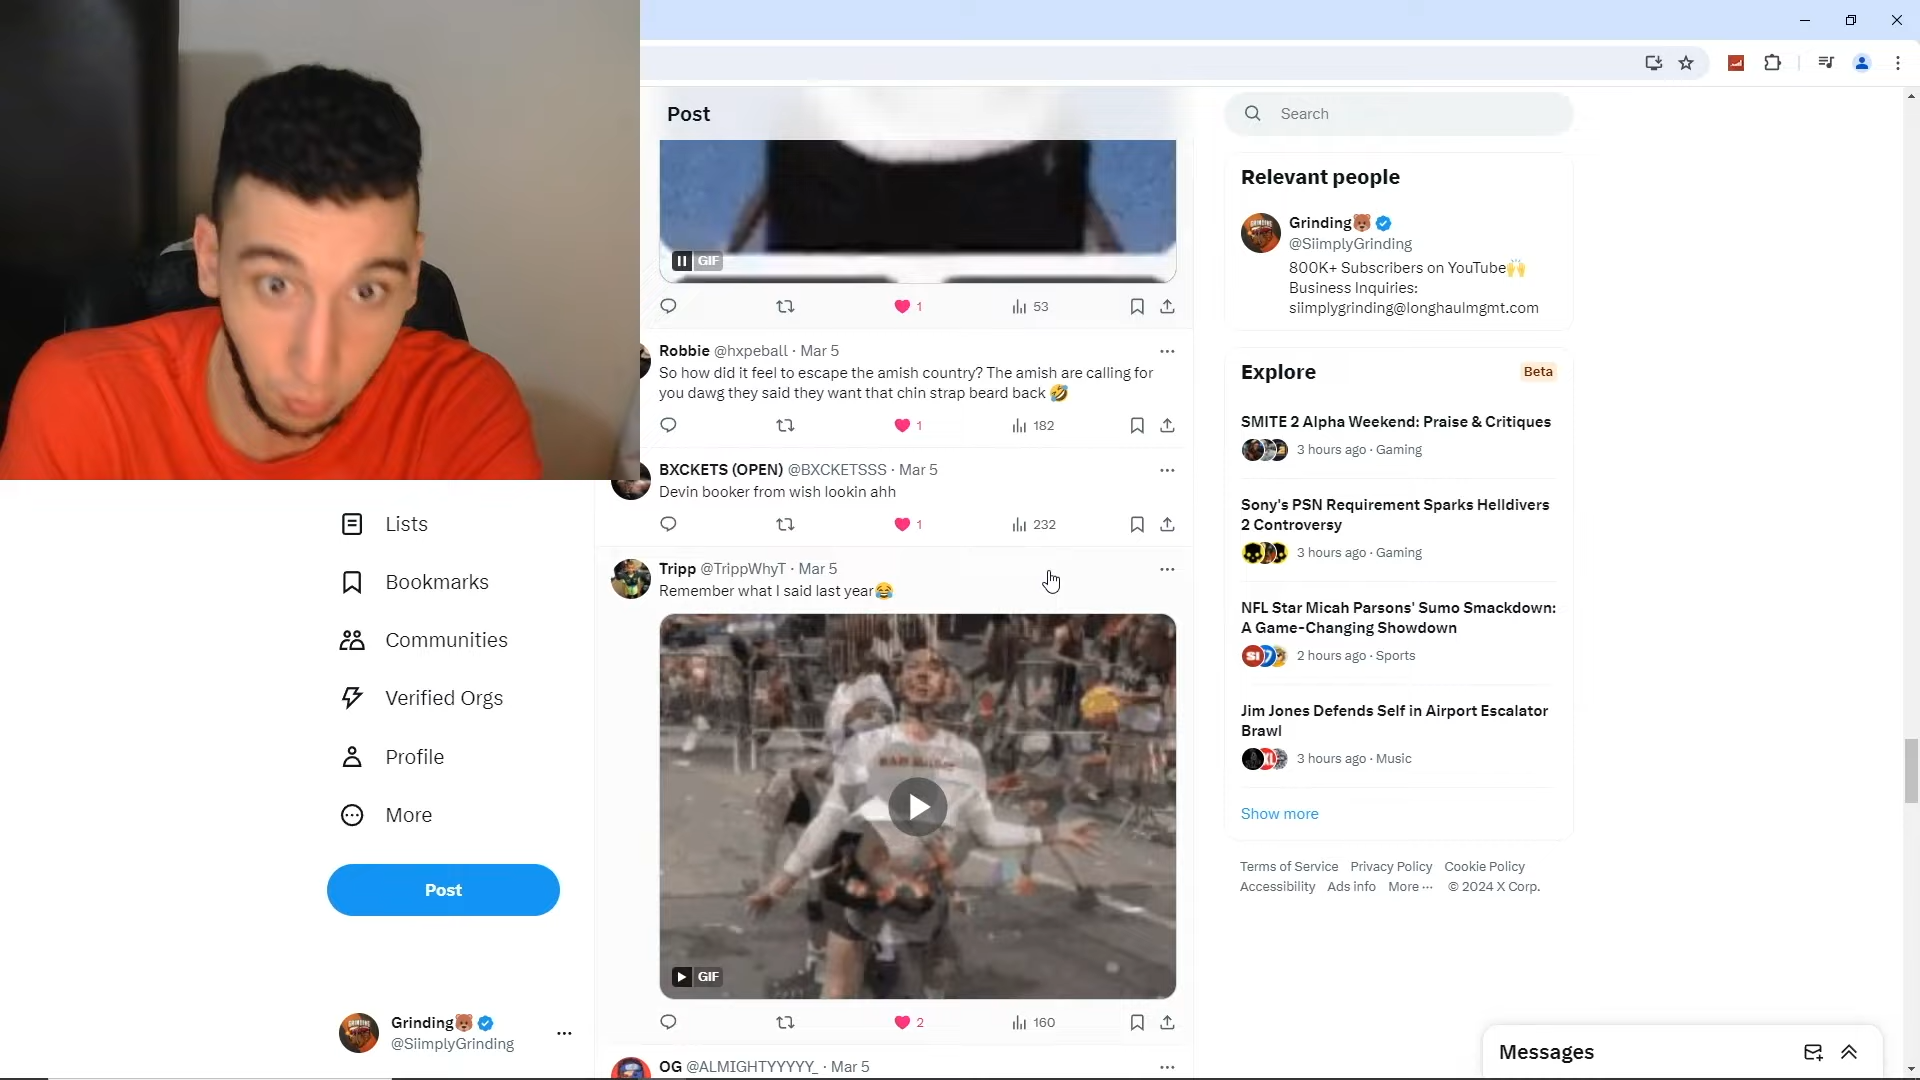 Post
Search
GIF
1
53
Robbie @hxpeball · Mar 5
So how did it feel to escape the amish country? The amish are calling for
you dawg they said they want that chin strap beard back 🤣
1
182
BXCKETS (OPEN) @BXCKETSSS · Mar 5
Devin booker from wish lookin ahh
1
232
Tripp @TrippWhyT · Mar 5
Remember what I said last year😂
GIF
2
160
OG @ALMIGHTYYYYY_ · Mar 5
Lists
Bookmarks
Communities
Verified Orgs
Profile
More
Post
Grinding🐻
@SiimplyGrinding
Relevant people
Grinding🐻
@SiimplyGrinding
800K+ Subscribers on YouTube🙌
Business Inquiries:
siimplygrinding@longhaulmgmt.com
Explore
Beta
SMITE 2 Alpha Weekend: Praise & Critiques
3 hours ago · Gaming
Sony's PSN Requirement Sparks Helldivers
2 Controversy
3 hours ago · Gaming
NFL Star Micah Parsons' Sumo Smackdown:
A Game-Changing Showdown
2 hours ago · Sports
Jim Jones Defends Self in Airport Escalator
Brawl
3 hours ago · Music
Show more
Terms of Service Privacy Policy Cookie Policy
Accessibility Ads info More ··· © 2024 X Corp.
Messages